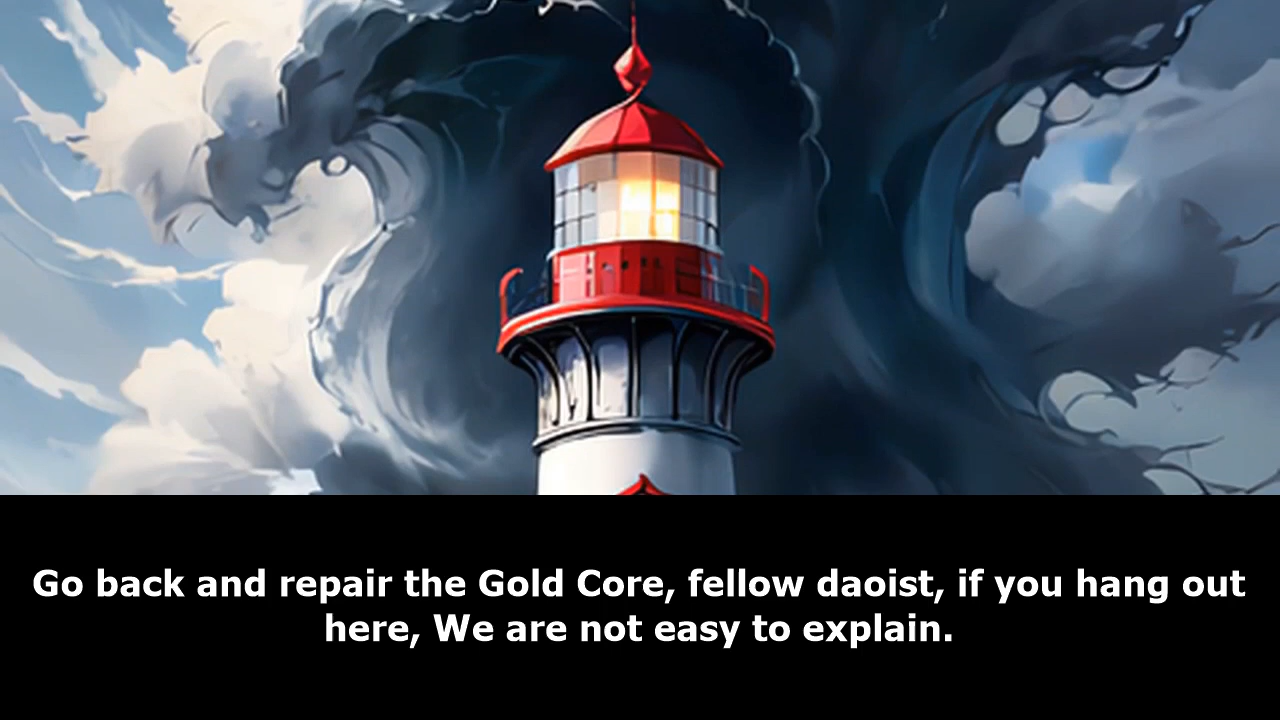 Go back and repair the Gold Core, fellow daoist, if you hang out
here, We are not easy to explain.